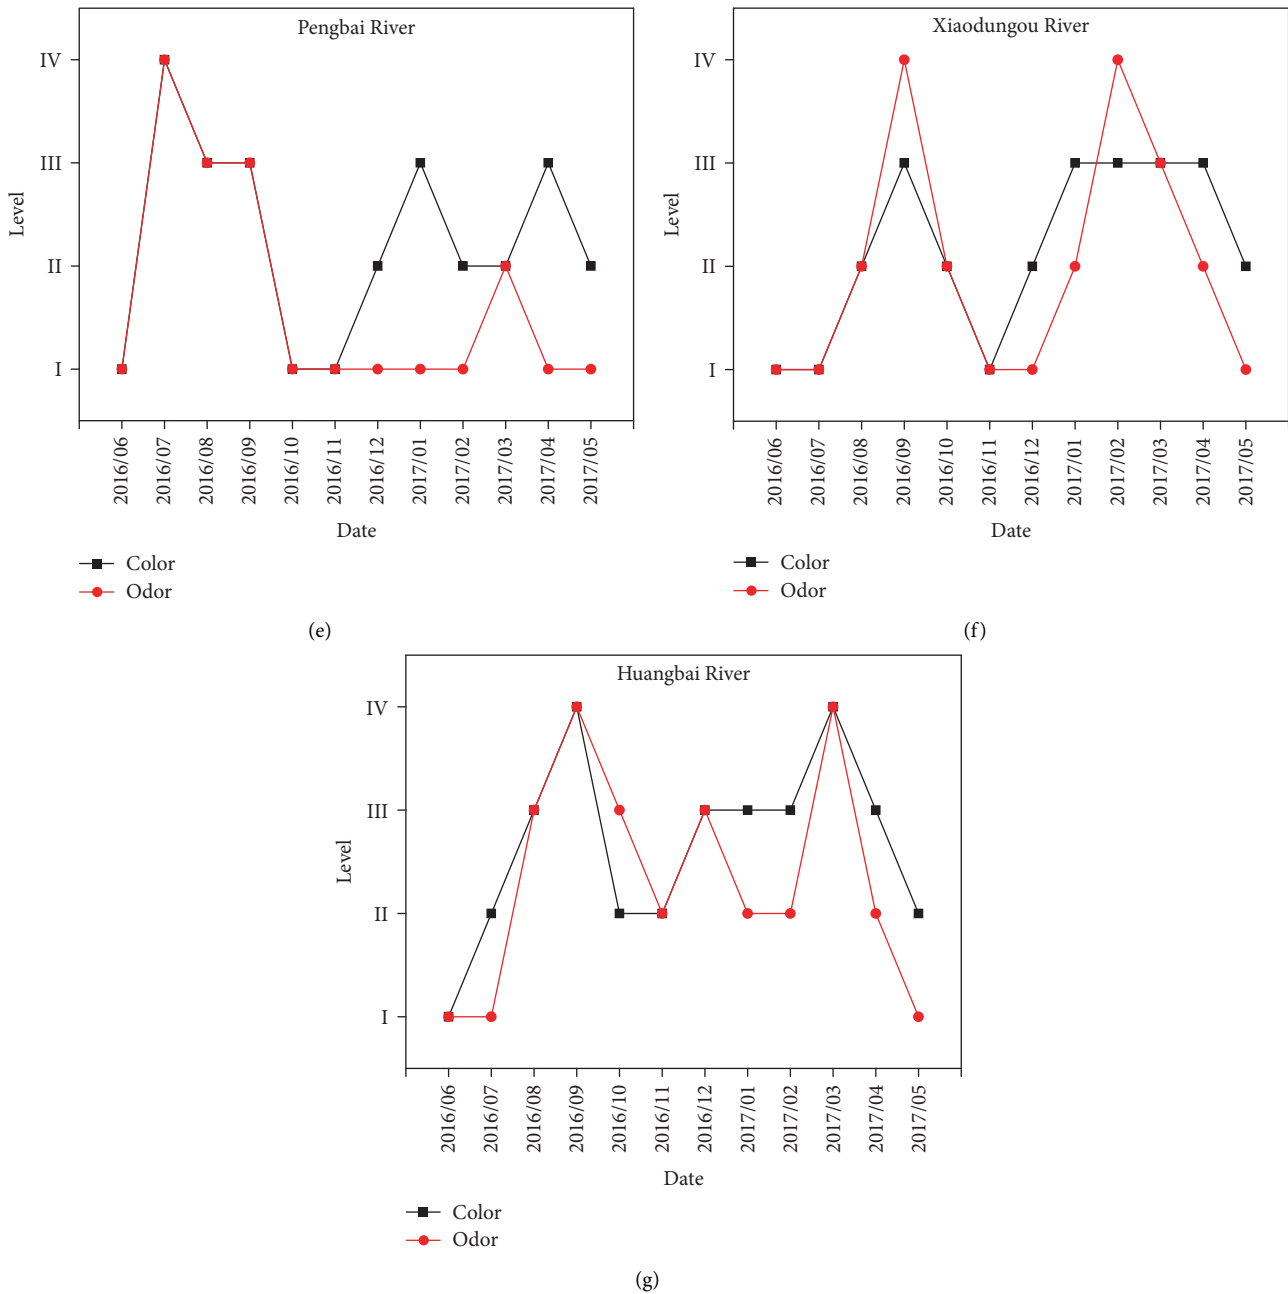 Pengbai River
IV
III
II
I
Level
2016/06
2016/07
2016/08
2016/09
2016/10
2016/11
2016/12
2017/01
2017/02
2017/03
2017/04
2017/05
Date
Color
Odor
(e)
Xiaodungou River
IV
III
II
I
Level
2016/06
2016/07
2016/08
2016/09
2016/10
2016/11
2016/12
2017/01
2017/02
2017/03
2017/04
2017/05
Date
Color
Odor
(f)
Huangbai River
IV
III
II
I
Level
2016/06
2016/07
2016/08
2016/09
2016/10
2016/11
2016/12
2017/01
2017/02
2017/03
2017/04
2017/05
Date
Color
Odor
(g)